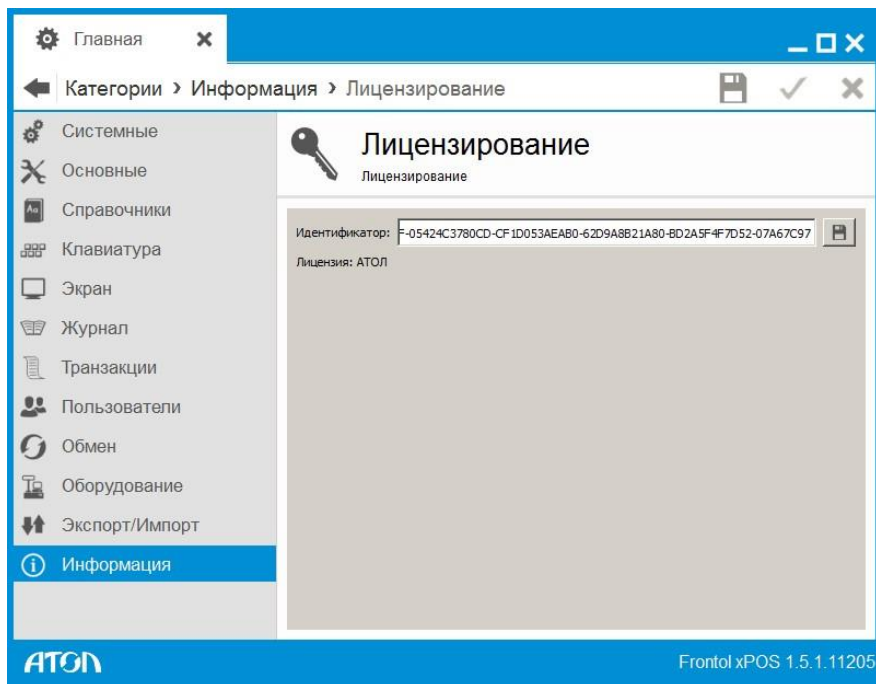 Главная
Категории › Информация › Лицензирование
Системные
Основные
Справочники
Клавиатура
Экран
Журнал
Транзакции
Пользователи
Обмен
Оборудование
Экспорт/Импорт
Информация
Лицензирование
Лицензирование
Идентификатор: F-05424C3780CD-CF1D053AEAB0-62D9A8B21A80-BD2A5F4F7D52-07A67C97
Лицензия: АТОЛ
АТОЛ
Frontol xPOS 1.5.1.11205